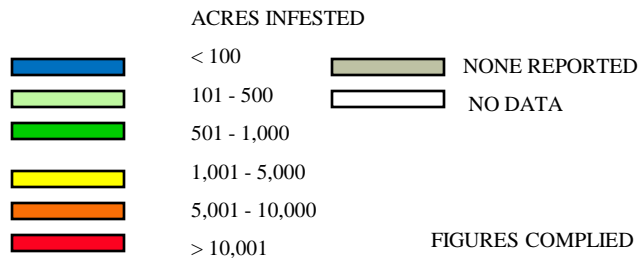 ACRES INFESTED
< 100
101 - 500
501 - 1,000
1,001 - 5,000
5,001 - 10,000
> 10,001
NONE REPORTED
NO DATA
FIGURES COMPLIED